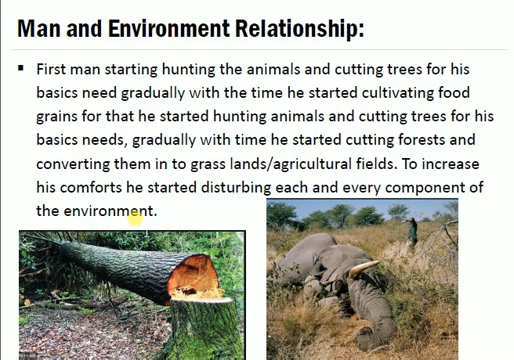 Man and Environment Relationship:
▪ First man starting hunting the animals and cutting trees for his
basics need gradually with the time he started cultivating food
grains for that he started hunting animals and cutting trees for his
basics needs, gradually with time he started cutting forests and
converting them in to grass lands/agricultural fields. To increase
his comforts he started disturbing each and every component of
the environment.